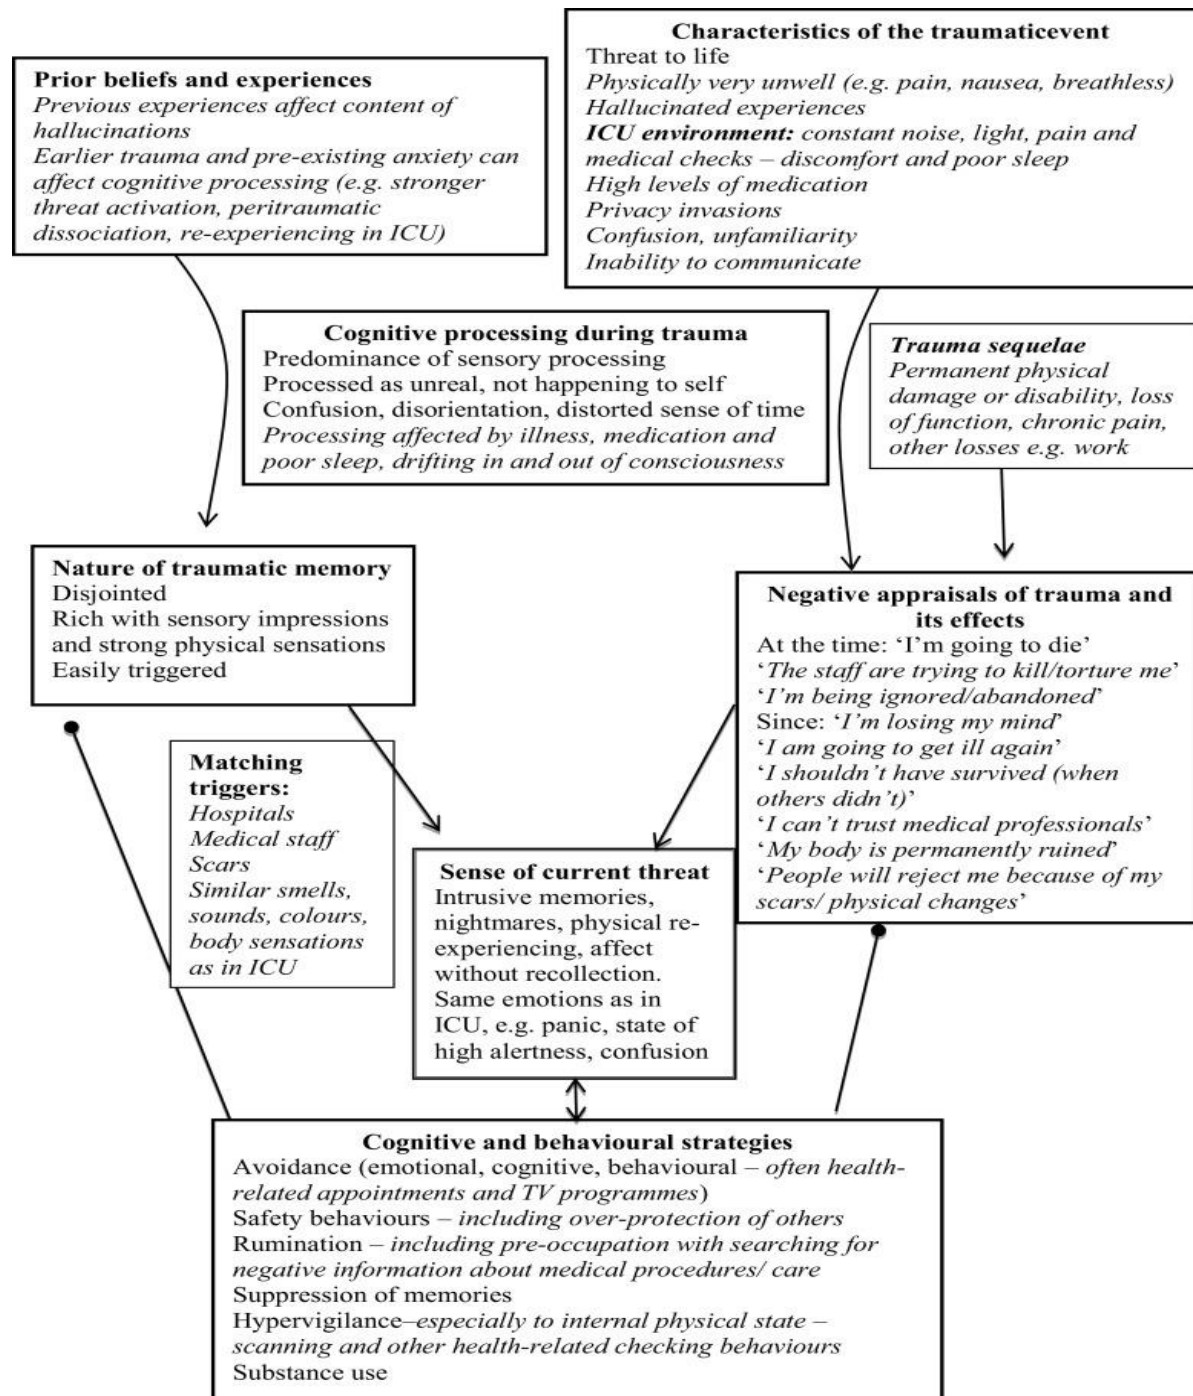 Characteristics of the traumaticevent
Threat to life
Physically very unwell (e.g. pain, nausea, breathless)
Hallucinated experiences
ICU environment: constant noise, light, pain and
medical checks – discomfort and poor sleep
High levels of medication
Privacy invasions
Confusion, unfamiliarity
Inability to communicate
Prior beliefs and experiences
Previous experiences affect content of
hallucinations
Earlier trauma and pre-existing anxiety can
affect cognitive processing (e.g. stronger
threat activation, peritraumatic
dissociation, re-experiencing in ICU)
Cognitive processing during trauma
Predominance of sensory processing
Processed as unreal, not happening to self
Confusion, disorientation, distorted sense of time
Processing affected by illness, medication and
poor sleep, drifting in and out of consciousness
Trauma sequelae
Permanent physical
damage or disability, loss
of function, chronic pain,
other losses e.g. work
Nature of traumatic memory
Disjointed
Rich with sensory impressions
and strong physical sensations
Easily triggered
Negative appraisals of trauma and
its effects
At the time: ‘I’m going to die’
‘The staff are trying to kill/torture me’
‘I’m being ignored/abandoned’
Since: ‘I’m losing my mind’
‘I am going to get ill again’
‘I shouldn’t have survived (when
others didn’t)’
‘I can’t trust medical professionals’
‘My body is permanently ruined’
‘People will reject me because of my
scars/ physical changes’
Matching
triggers:
Hospitals
Medical staff
Scars
Similar smells,
sounds, colours,
body sensations
as in ICU
Sense of current threat
Intrusive memories,
nightmares, physical re-
experiencing, affect
without recollection.
Same emotions as in
ICU, e.g. panic, state of
high alertness, confusion
Cognitive and behavioural strategies
Avoidance (emotional, cognitive, behavioural – often health-
related appointments and TV programmes)
Safety behaviours – including over-protection of others
Rumination – including pre-occupation with searching for
negative information about medical procedures/ care
Suppression of memories
Hypervigilance–especially to internal physical state –
scanning and other health-related checking behaviours
Substance use